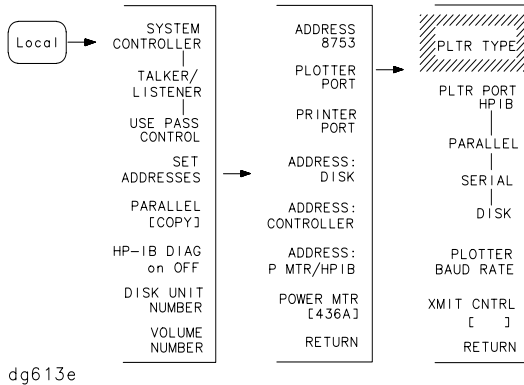 Local
SYSTEM
CONTROLLER
TALKER/
LISTENER
USE PASS
CONTROL
SET
ADDRESSES
PARALLEL
[COPY]
HP-IB DIAG
on OFF
DISK UNIT
NUMBER
VOLUME
NUMBER
ADDRESS
8753
PLOTTER
PORT
PRINTER
PORT
ADDRESS:
DISK
ADDRESS:
CONTROLLER
ADDRESS:
P MTR/HPIB
POWER MTR
[436A]
RETURN
PLTR TYPE
PLTR PORT
HPIB
PARALLEL
SERIAL
DISK
PLOTTER
BAUD RATE
XMIT CNTRL
[ ]
RETURN
dg613e